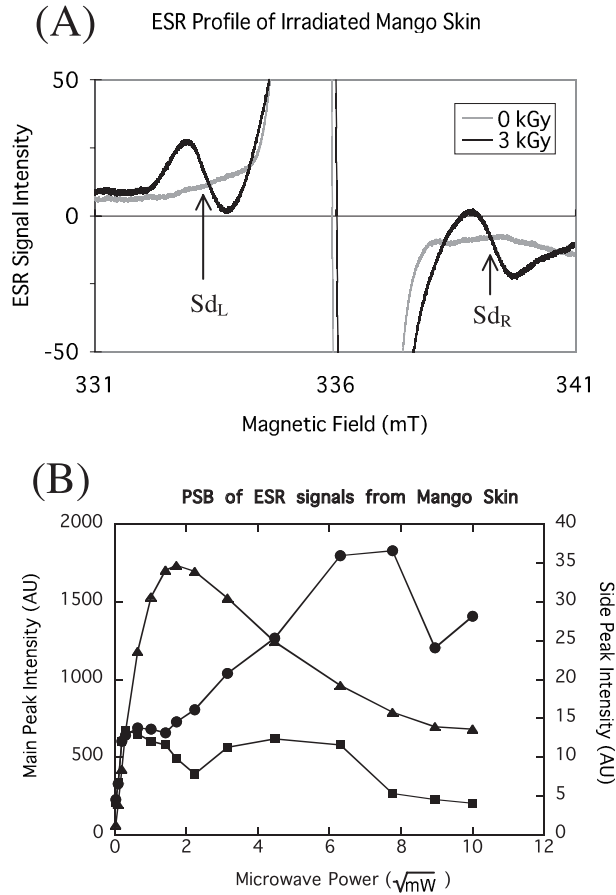 (A)
ESR Profile of Irradiated Mango Skin
ESR Signal Intensity
50
0
-50
0 kGy
3 kGy
SdL
SdR
331
336
341
Magnetic Field (mT)
(B)
PSB of ESR signals from Mango Skin
Main Peak Intensity (AU)
2000
1500
1000
500
0
40
35
30
25
20
15
10
5
0
Side Peak Intensity (AU)
0 2 4 6 8 10 12
Microwave Power (√mW)